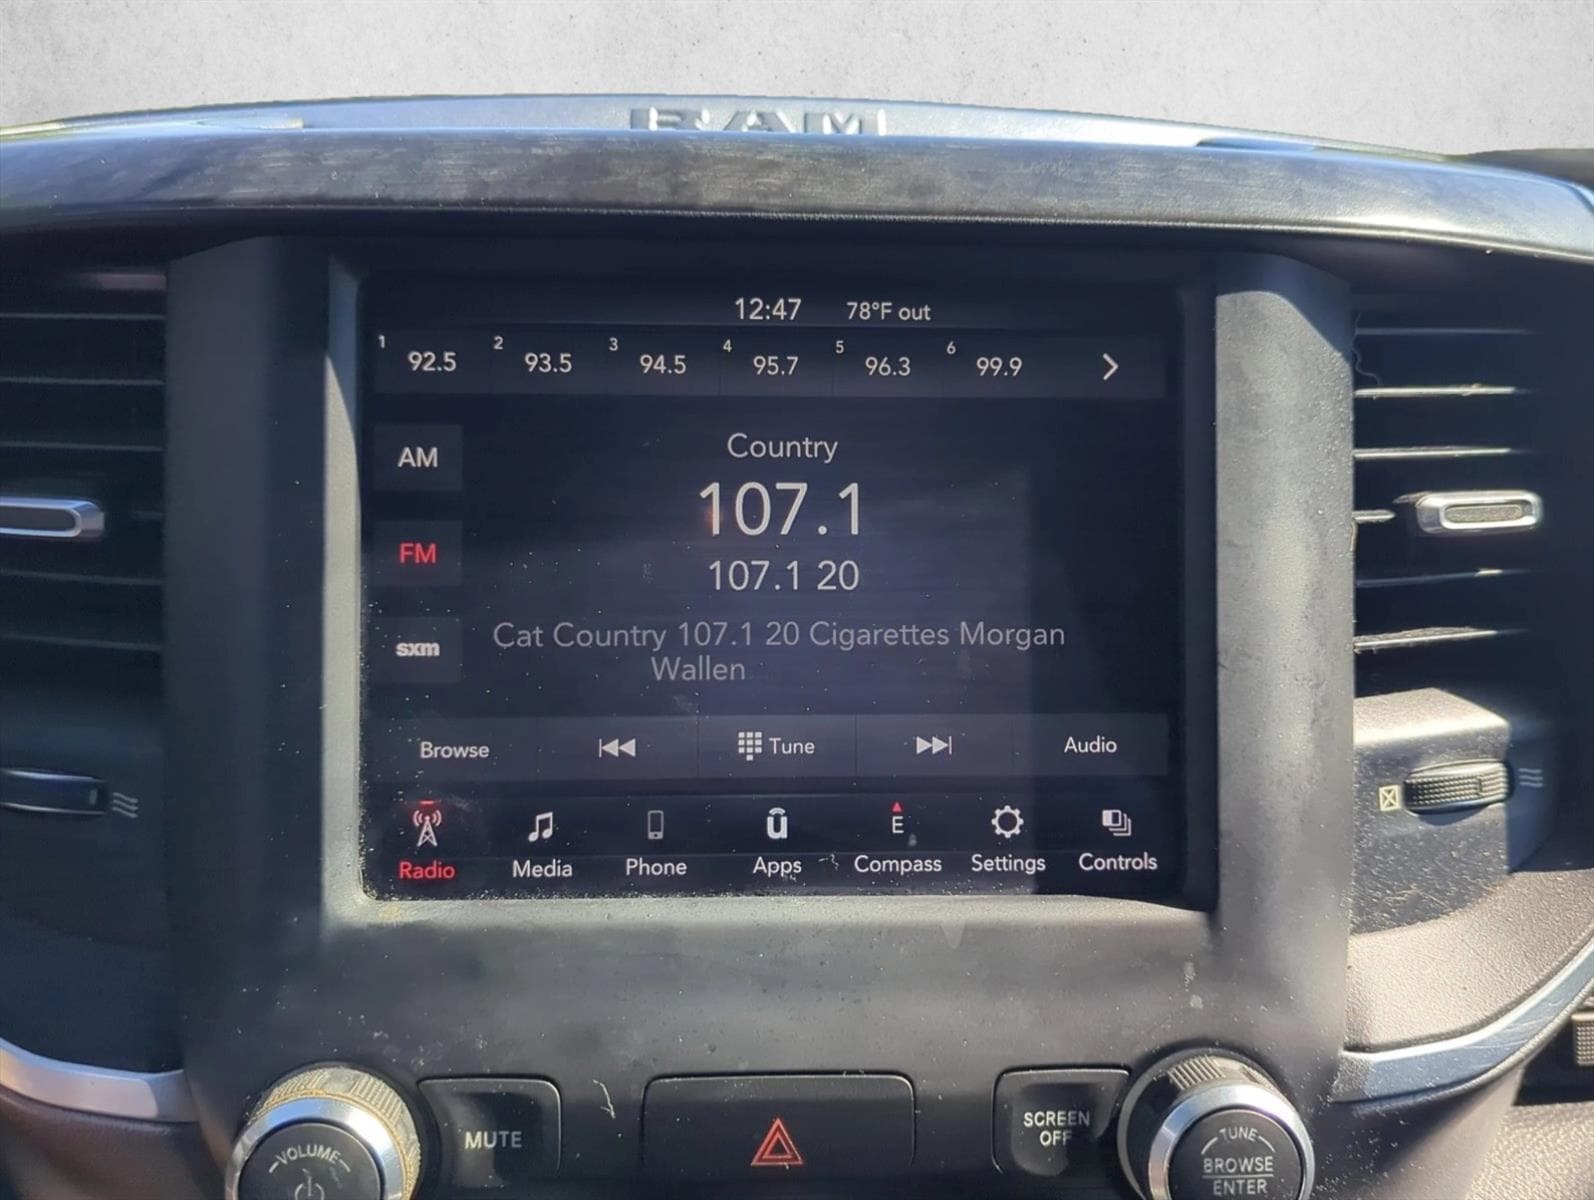 RAM
12:47 78°F out
1 92.5 2 93.5 3 94.5 4 95.7 5 96.3 6 99.9
AM
Country
107.1
FM
107.1 20
sxm
Cat Country 107.1 20 Cigarettes Morgan
Wallen
Browse Tune Audio
E
Radio Media Phone Apps Compass Settings Controls
VOLUME
MUTE
SCREEN
OFF
TUNE
BROWSE
ENTER